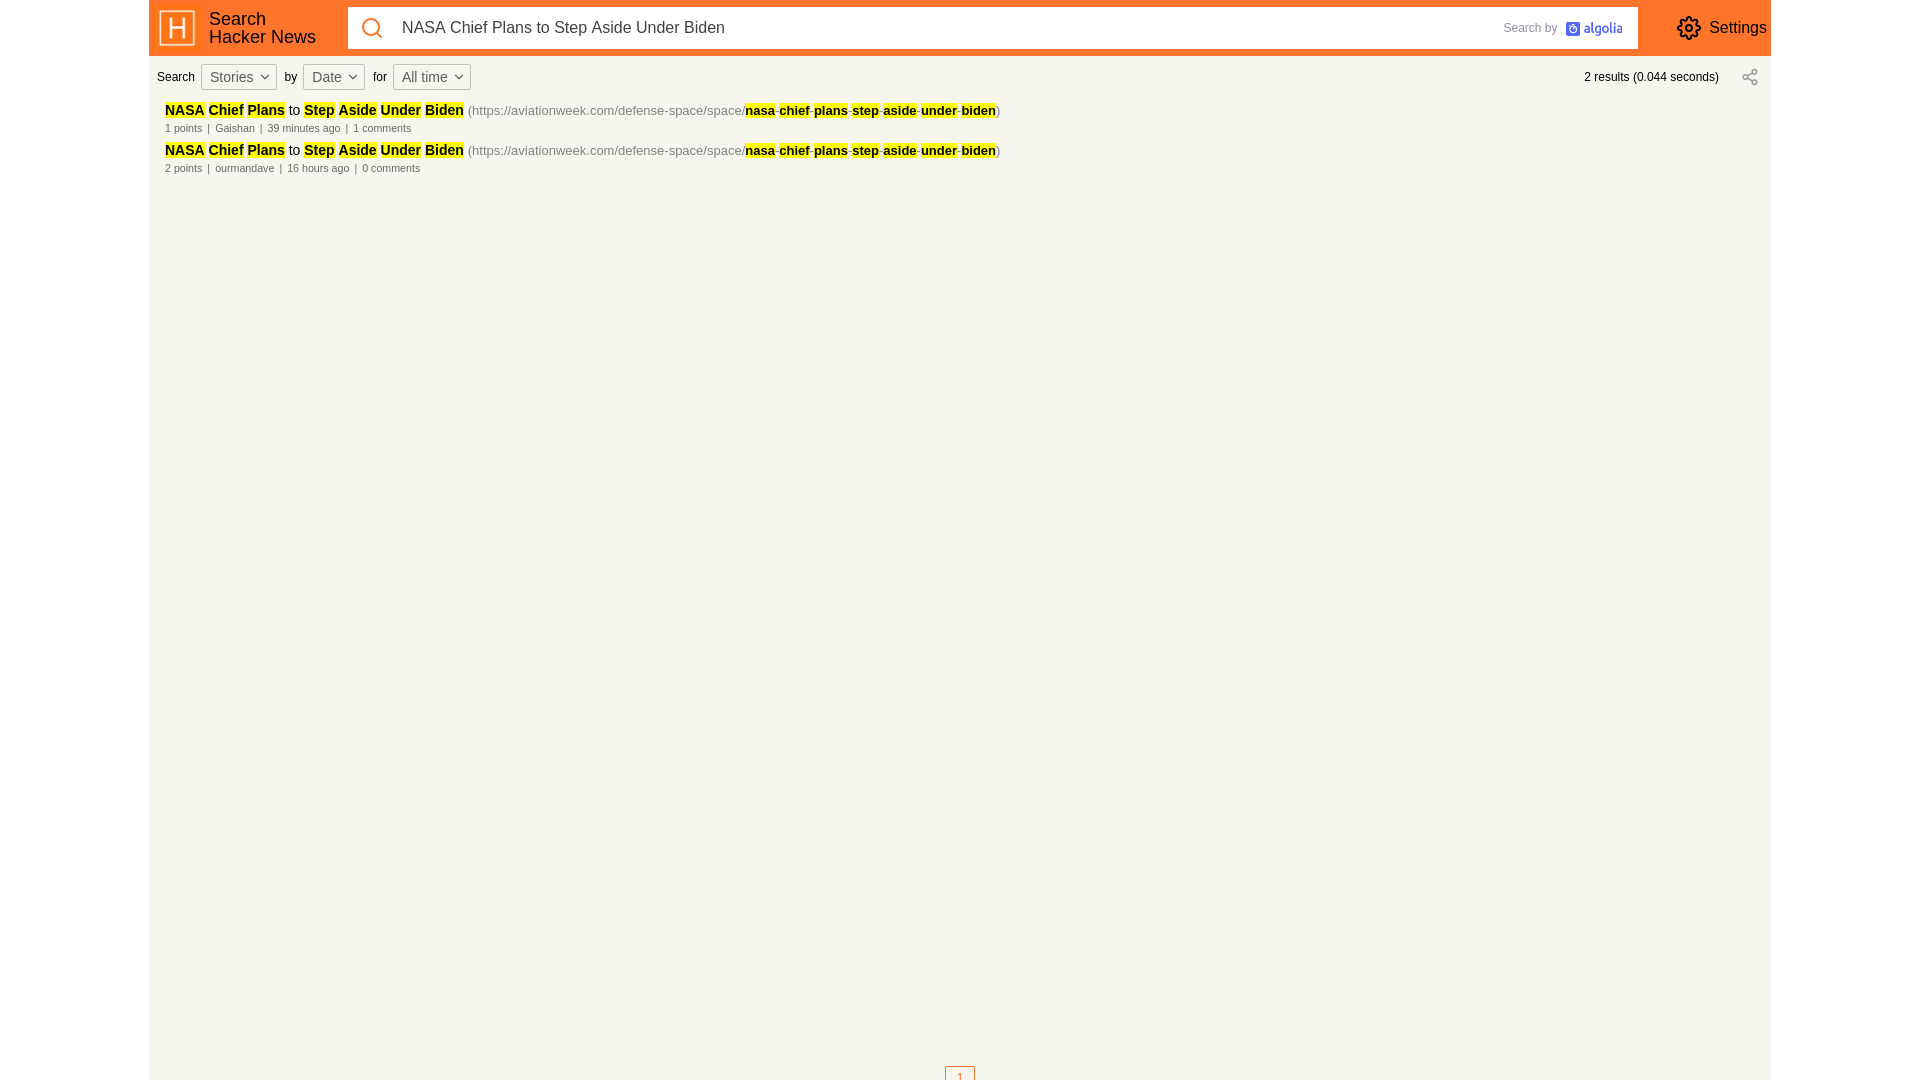 H
Search
Hacker News
NASA Chief Plans to Step Aside Under Biden
Search by algolia
Settings
Search Stories by Date for All time
2 results (0.044 seconds)
NASA Chief Plans to Step Aside Under Biden (https://aviationweek.com/defense-space/space/nasa-chief-plans-step-aside-under-biden)
1 points | Gaishan | 39 minutes ago | 1 comments
NASA Chief Plans to Step Aside Under Biden (https://aviationweek.com/defense-space/space/nasa-chief-plans-step-aside-under-biden)
2 points | ourmandave | 16 hours ago | 0 comments
1